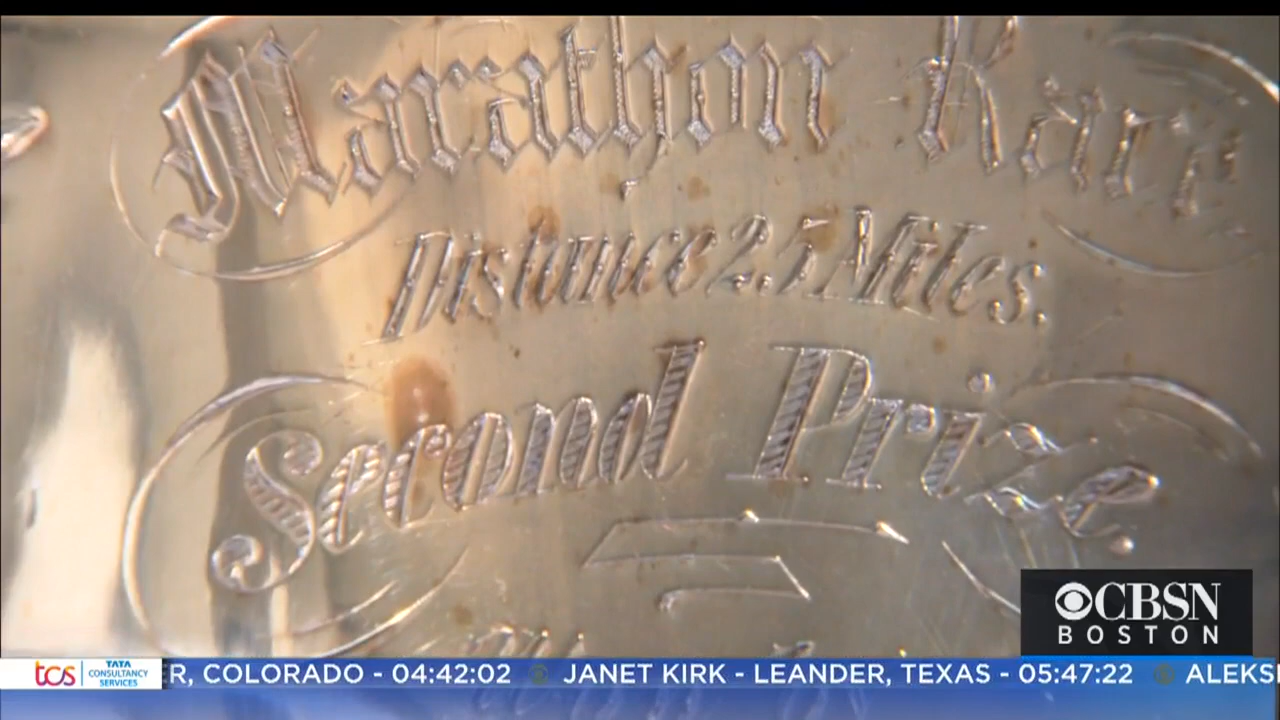 Marathon Race
Distance 25 Miles.
Second Prize.
CBSN
BOSTON
tcs TATA CONSULTANCY SERVICES
R, COLORADO - 04:42:02 JANET KIRK - LEANDER, TEXAS - 05:47:22 ALEKS